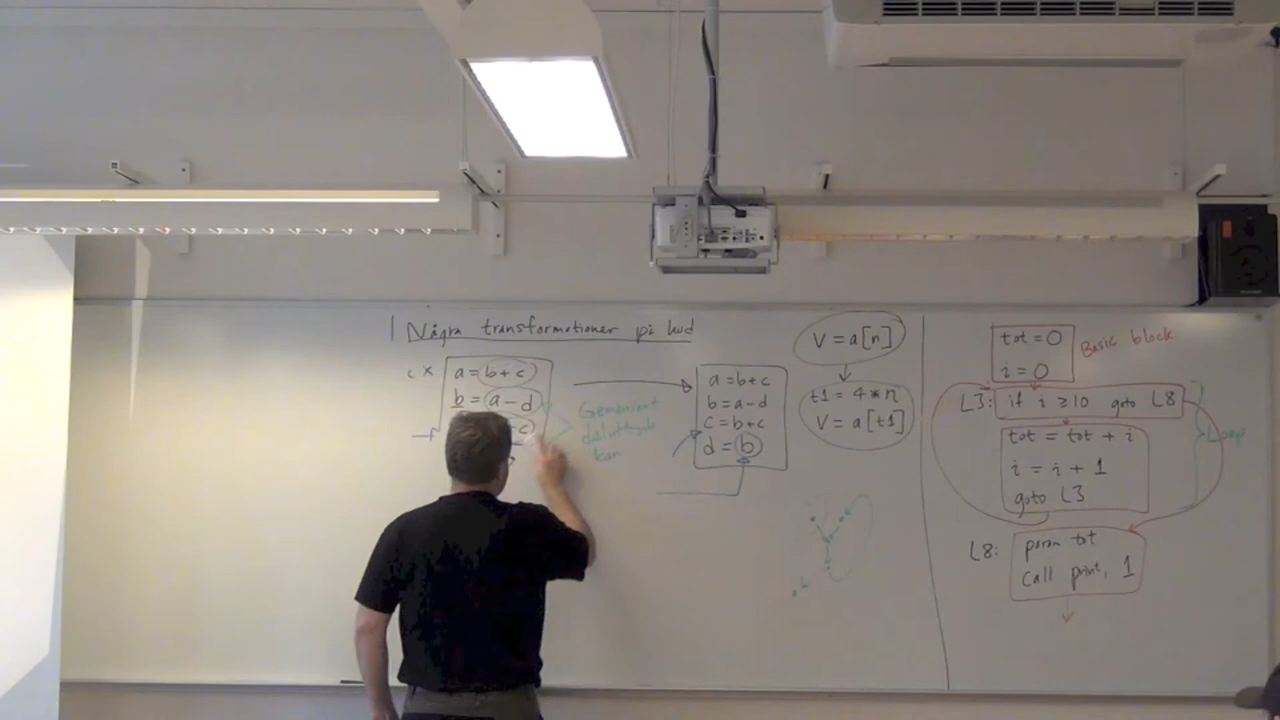 Några transformationer på kod
ex
a = b + c
b = a - d
c)
Gemensamt
deluttryck
kan
a = b + c
b = a - d
c = b + c
d = b
V = a[n]
t1 = 4 * n
V = a[t1]
tot = 0
i = 0
Basic block
L3: if i ≥ 10 goto L8
tot = tot + i
i = i + 1
goto L3
Loop
L8: param tot
call print, 1